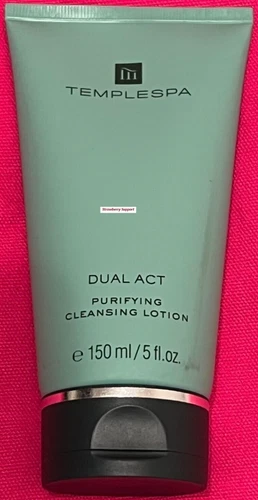 TEMPLESPA
Strawberry Support
DUAL ACT
PURIFYING
CLEANSING LOTION
e 150 ml/5 fl.oz.